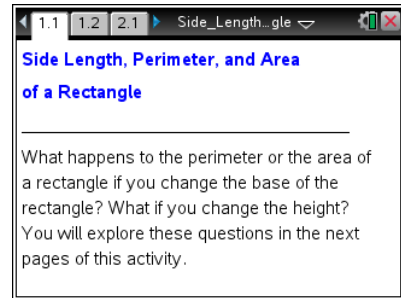 1.1 1.2 2.1 Side_Length…gle
Side Length, Perimeter, and Area
of a Rectangle
What happens to the perimeter or the area of
a rectangle if you change the base of the
rectangle? What if you change the height?
You will explore these questions in the next
pages of this activity.